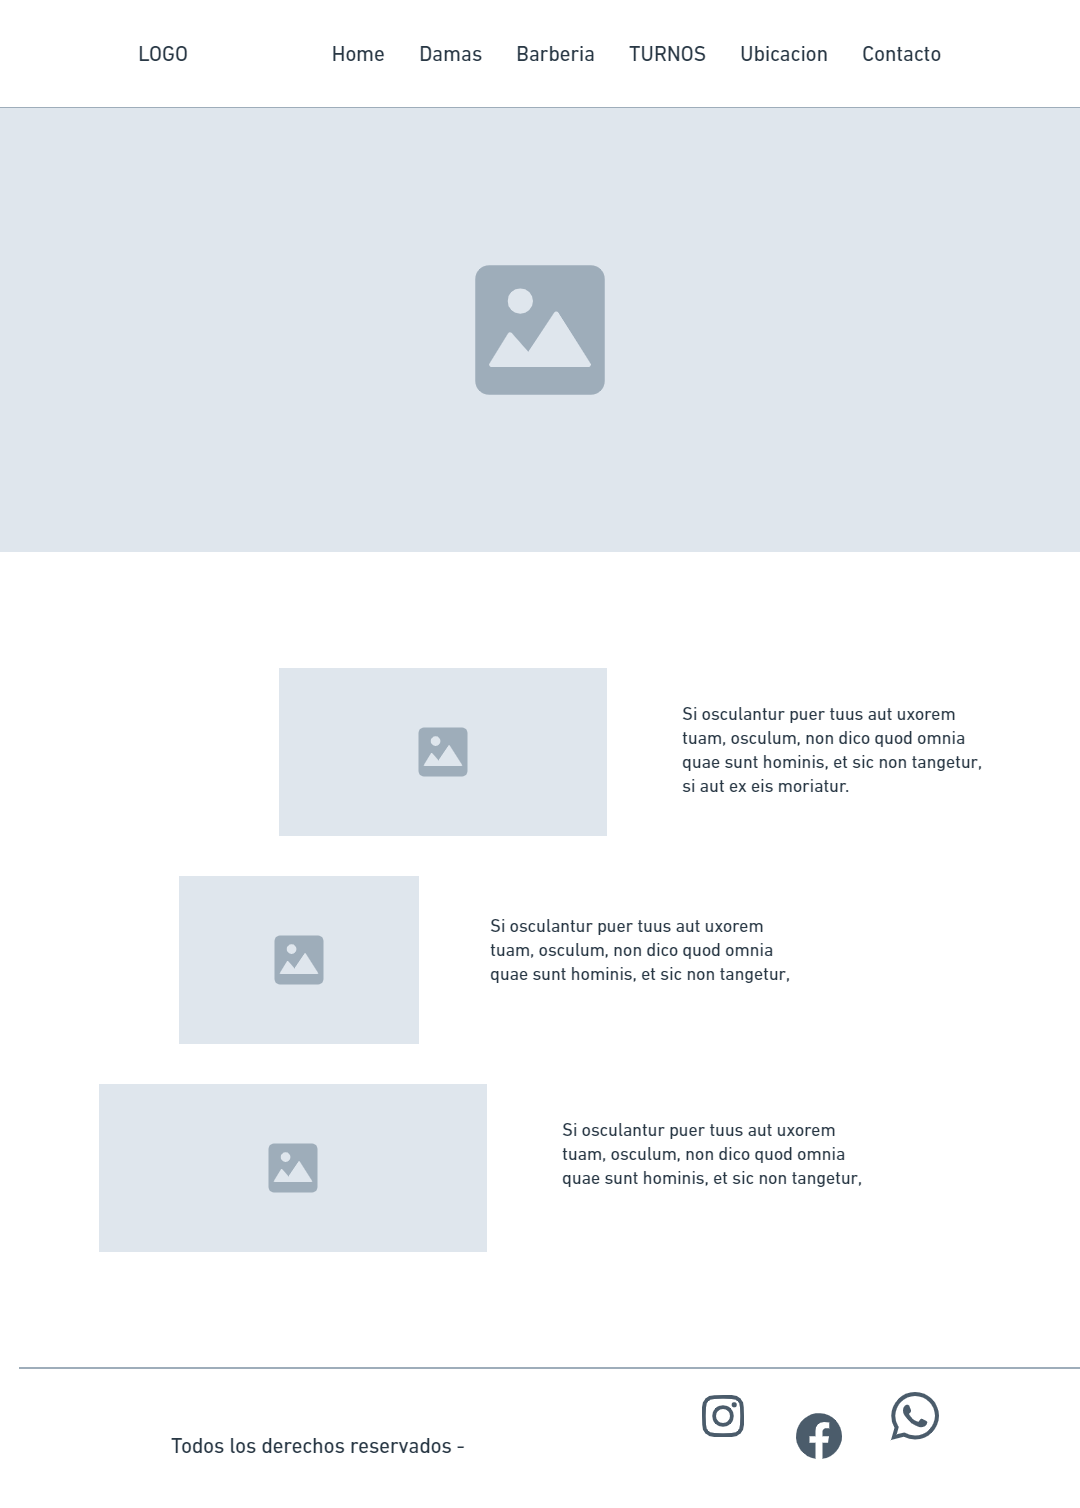 LOGO
Home Damas Barberia TURNOS Ubicacion Contacto
Si osculantur puer tuus aut uxorem
tuam, osculum, non dico quod omnia
quae sunt hominis, et sic non tangetur,
si aut ex eis moriatur.
Si osculantur puer tuus aut uxorem
tuam, osculum, non dico quod omnia
quae sunt hominis, et sic non tangetur,
Si osculantur puer tuus aut uxorem
tuam, osculum, non dico quod omnia
quae sunt hominis, et sic non tangetur,
Todos los derechos reservados -